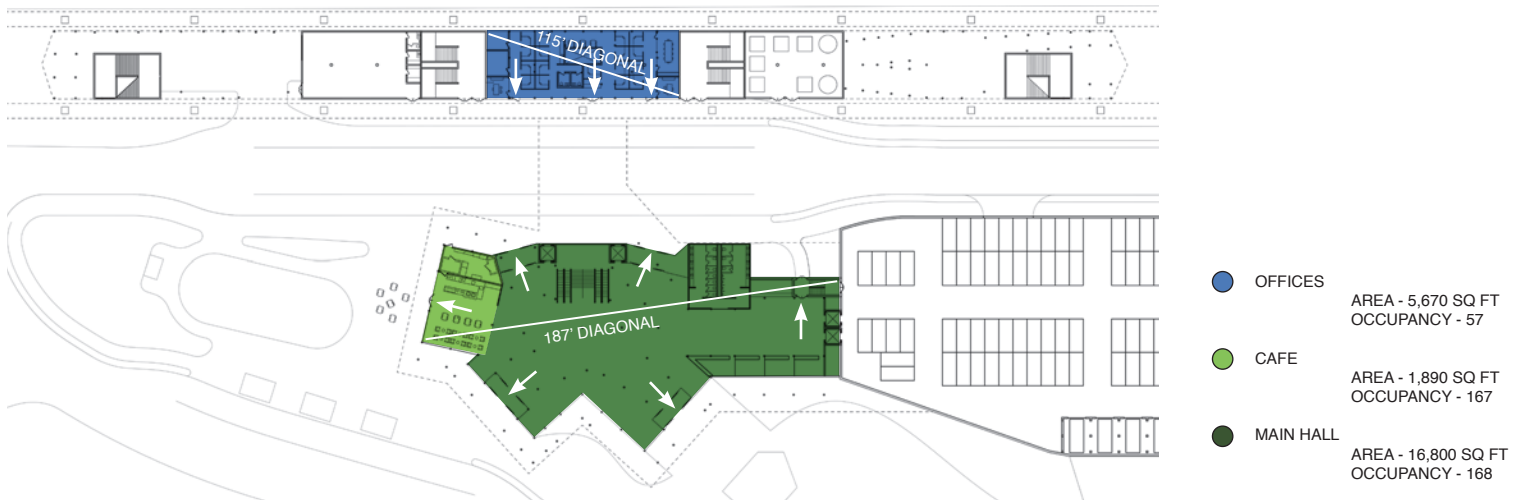 115' DIAGONAL
187' DIAGONAL
OFFICES
AREA - 5,670 SQ FT
OCCUPANCY - 57
CAFE
AREA - 1,890 SQ FT
OCCUPANCY - 167
MAIN HALL
AREA - 16,800 SQ FT
OCCUPANCY - 168